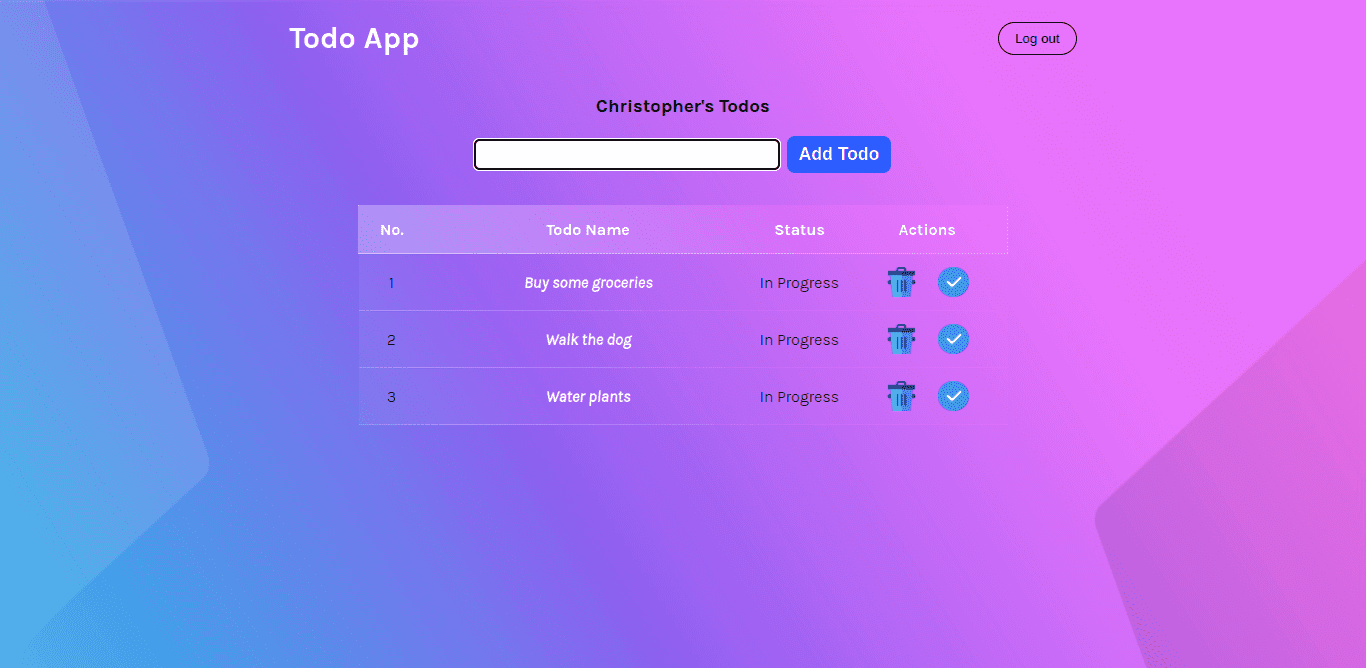 Todo App
Log out
Christopher's Todos
Add Todo
No. Todo Name Status Actions
1 Buy some groceries In Progress
2 Walk the dog In Progress
3 Water plants In Progress